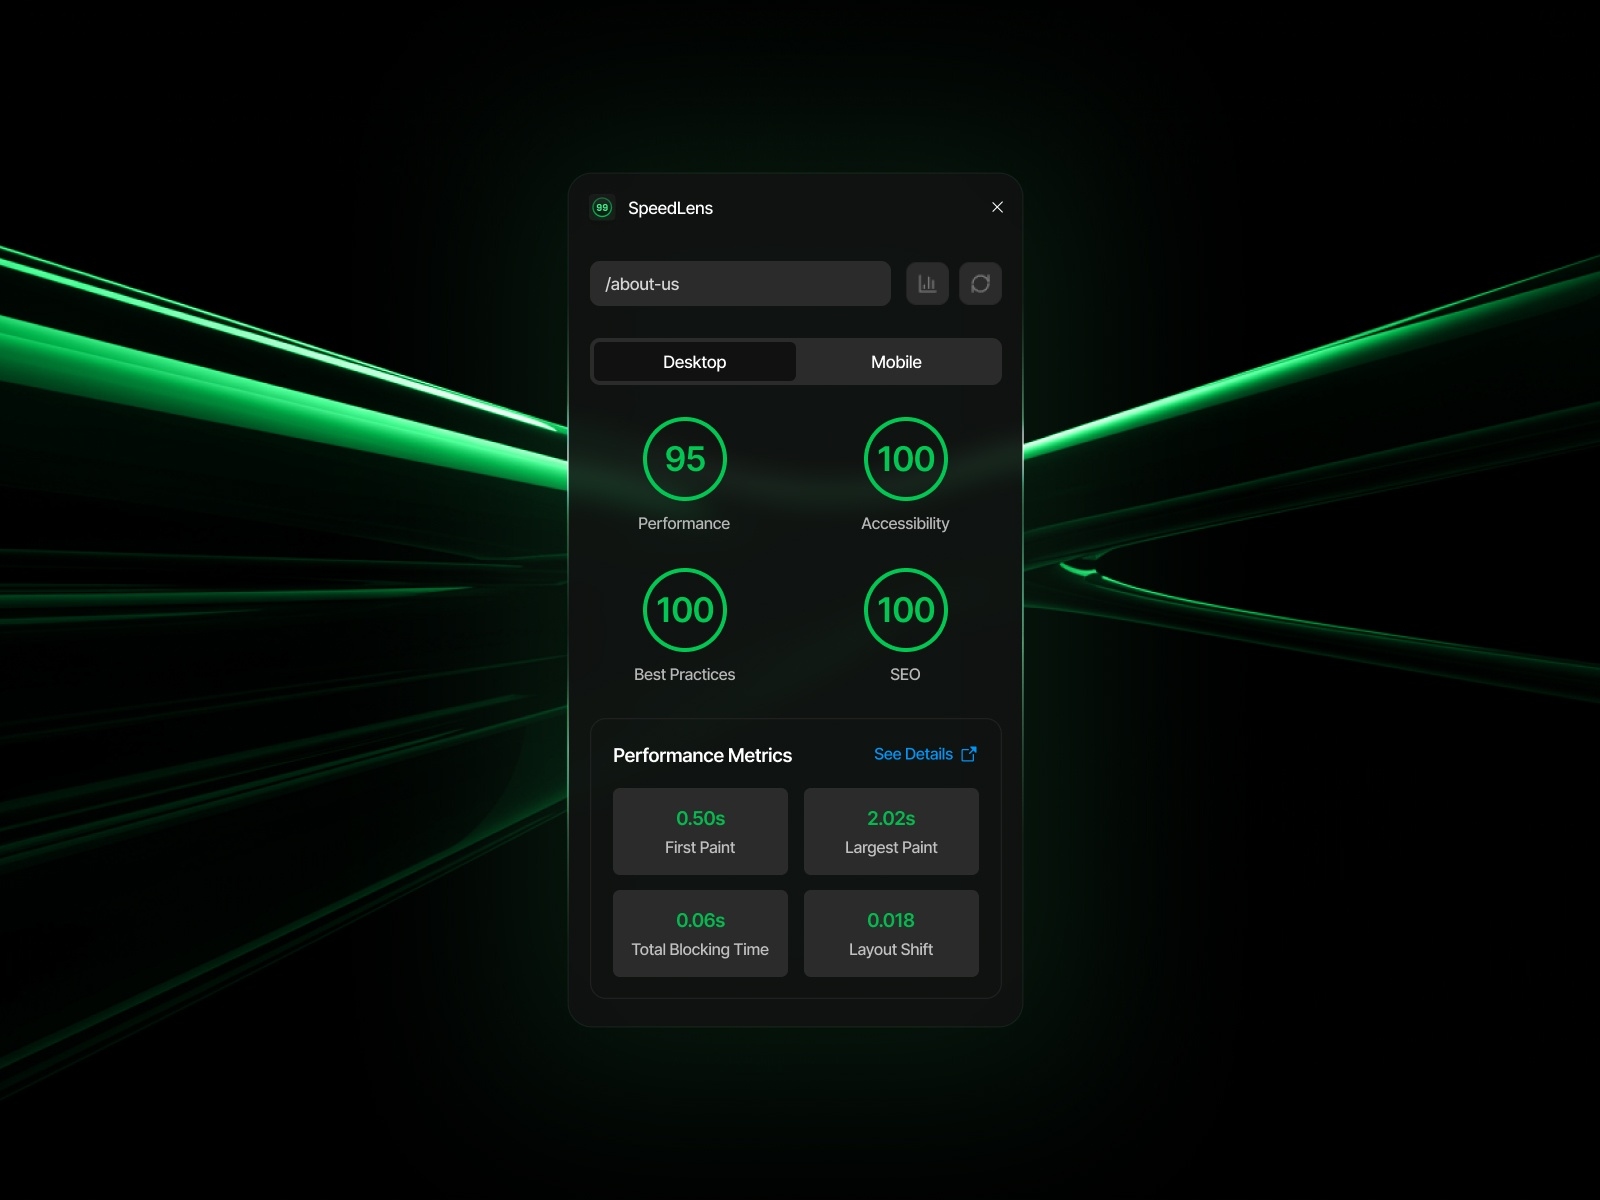 99 SpeedLens
/about-us
Desktop Mobile
95 100
Performance Accessibility
100 100
Best Practices SEO
Performance Metrics See Details
0.50s 2.02s
First Paint Largest Paint
0.06s 0.018
Total Blocking Time Layout Shift